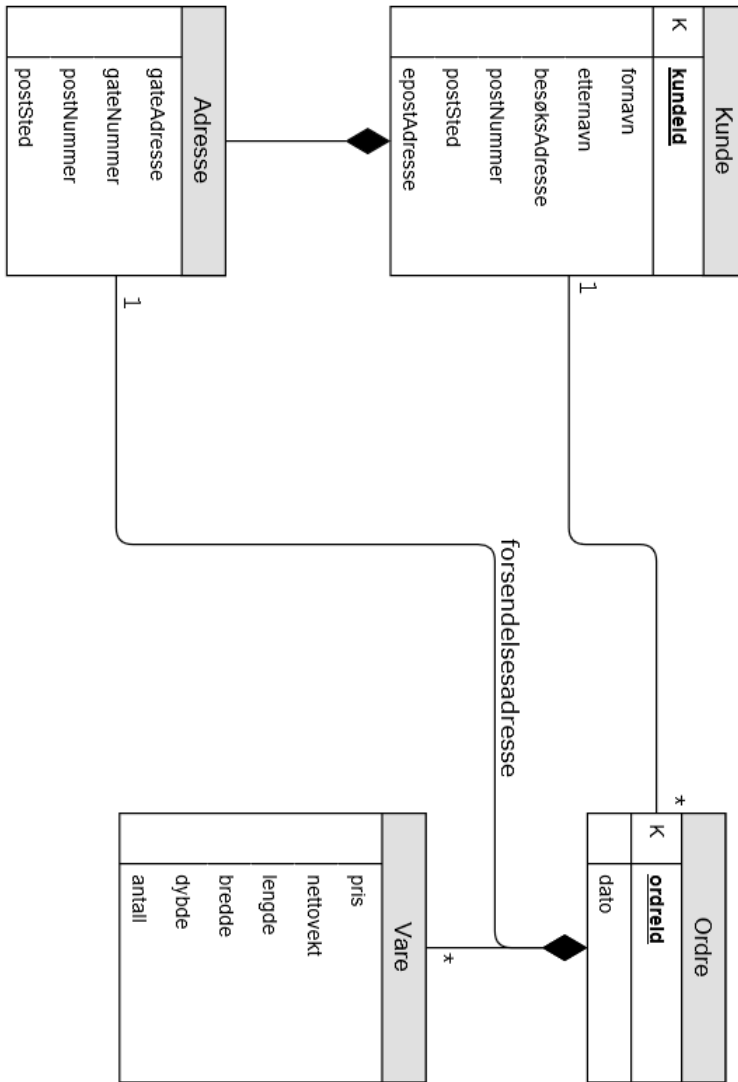 Kunde
K kundeId
fornavn
etternavn
besøksAdresse
postNummer
postSted
epostAdresse
1
*
Ordre
K ordreId
dato
Adresse
gateAdresse
gateNummer
postNummer
postSted
1
forsendelsesadresse
*
Vare
pris
nettovekt
lengde
bredde
dybde
antall